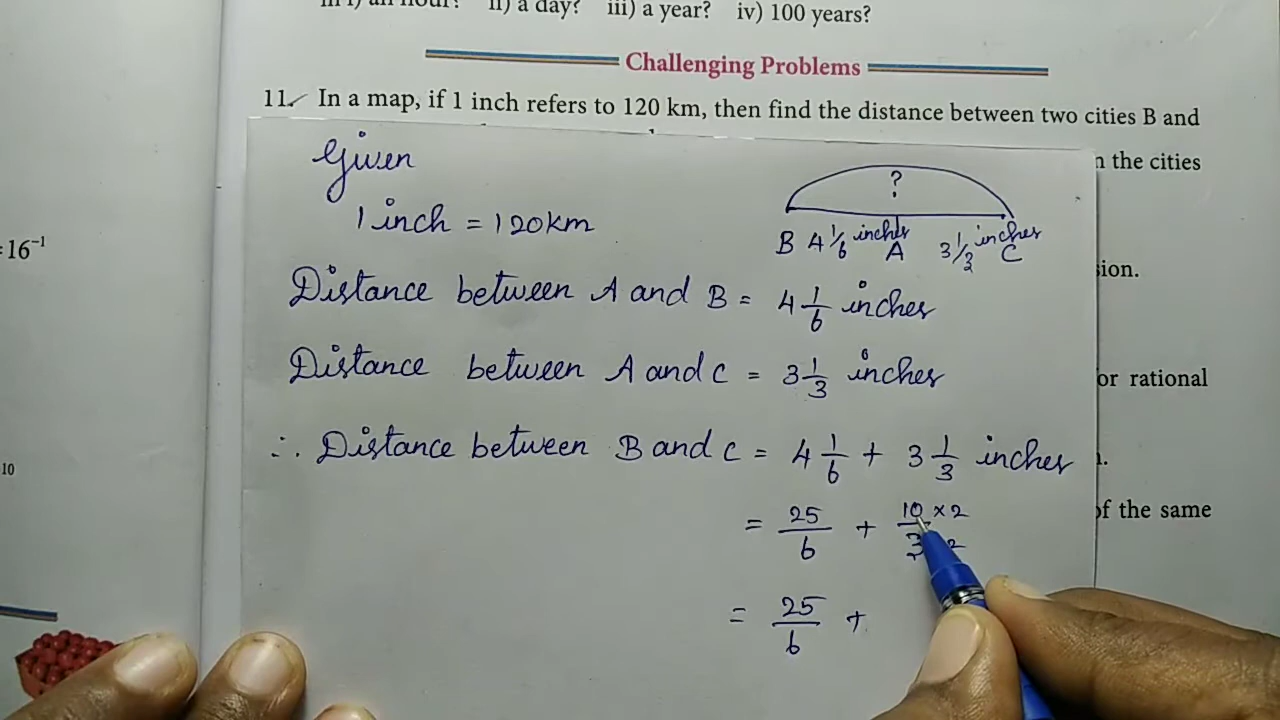 ii) a day? iii) a year? iv) 100 years?
Challenging Problems
11. In a map, if 1 inch refers to 120 km, then find the distance between two cities B and
n the cities
Given
?
1 inch = 120km
B 4 1/6 inches A 3 1/3 inches C
=16⁻¹
sion.
Distance between A and B = 4 1/6 inches
Distance between A and C = 3 1/3 inches
or rational
∴ Distance between B and C = 4 1/6 + 3 1/3 inches
10
of the same
= 25/6 + 10 × 2 / 3 2
= 25/6 +